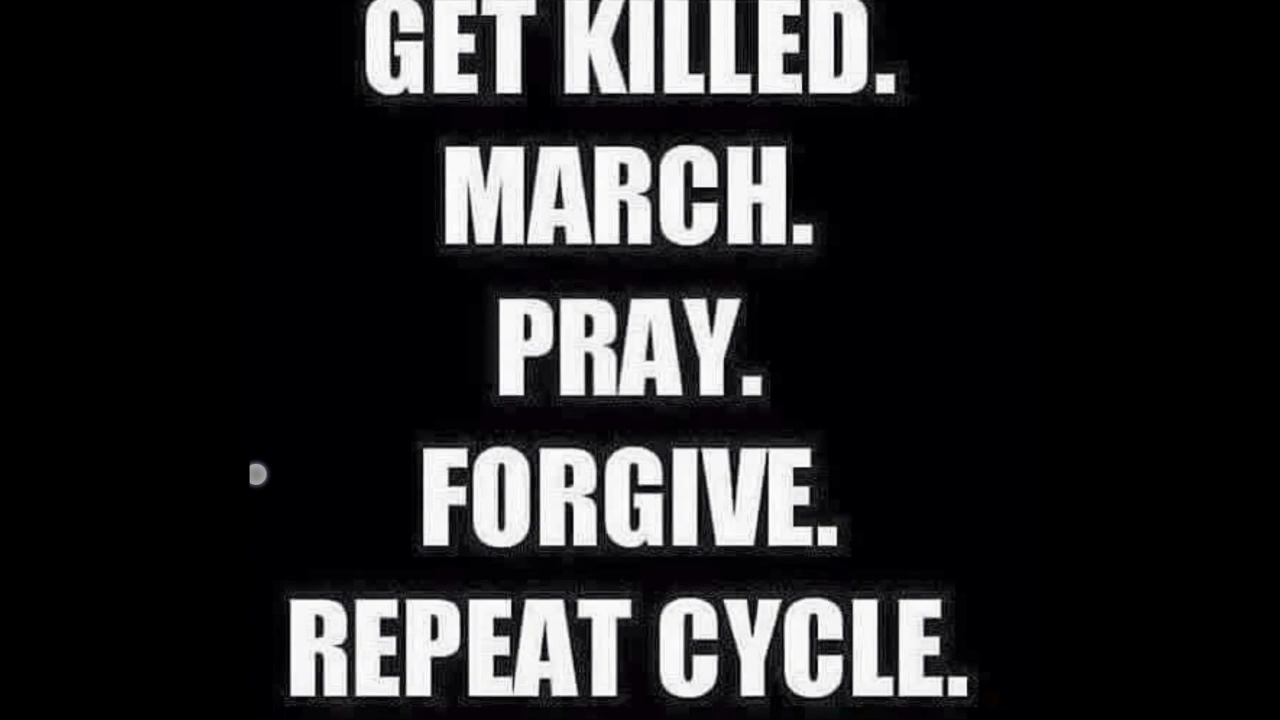 GET KILLED.
MARCH.
PRAY.
FORGIVE.
REPEAT CYCLE.